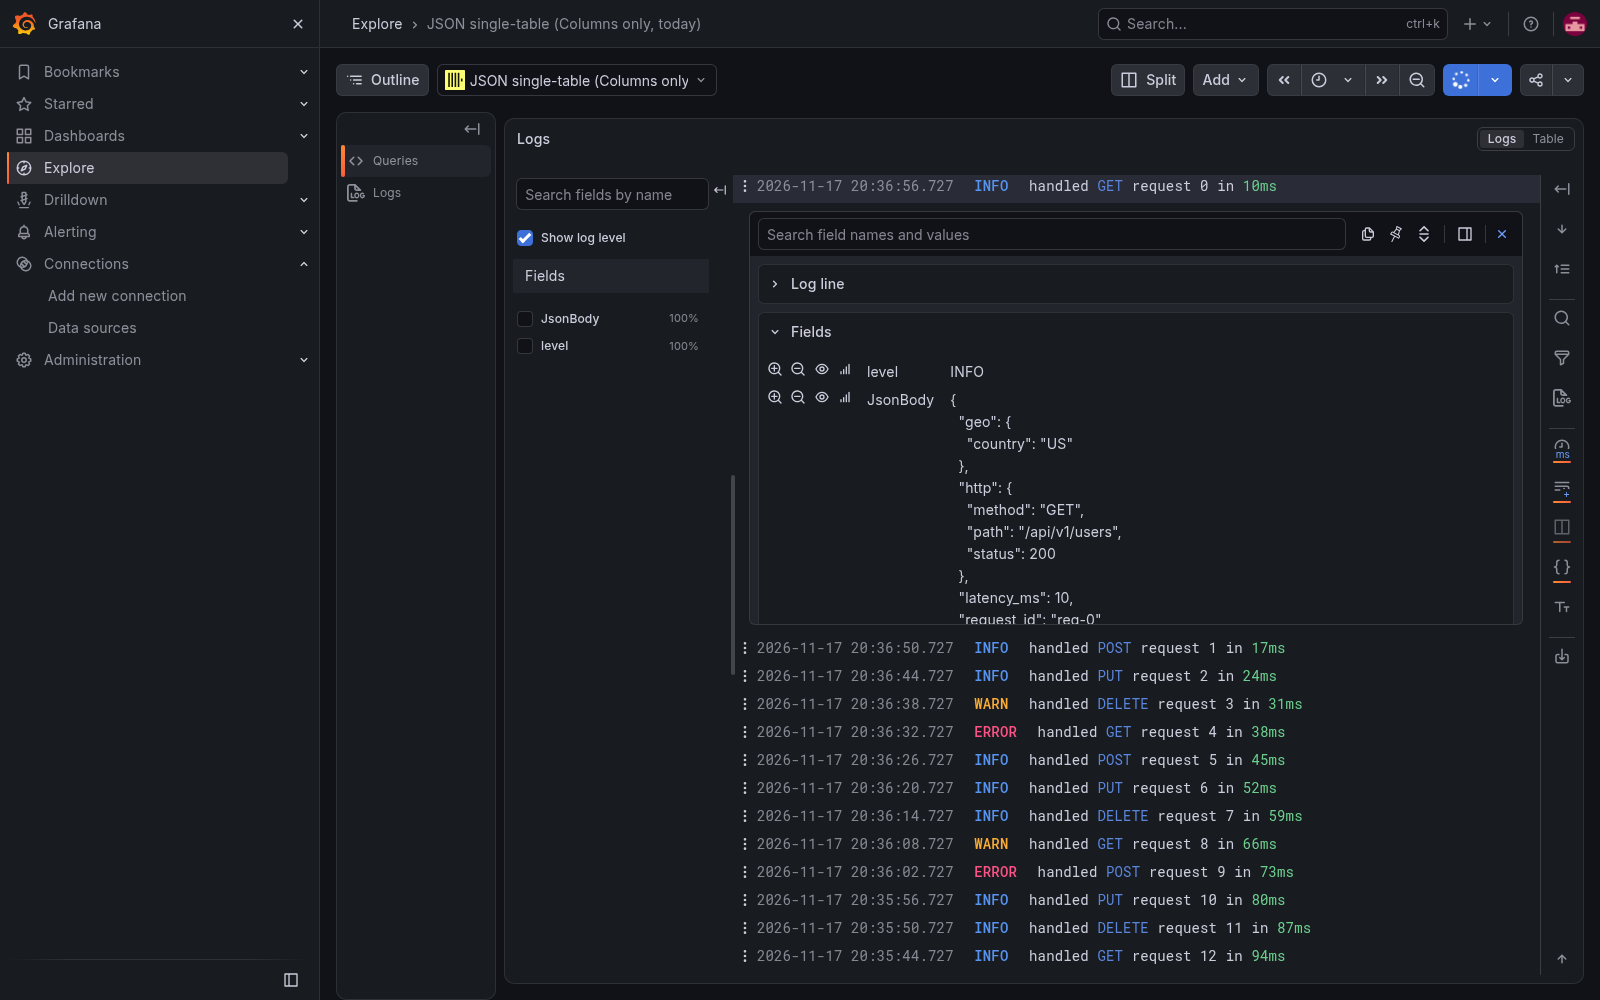 Grafana
Explore › JSON single-table (Columns only, today)
Search...
ctrl+k
Bookmarks
Starred
Dashboards
Explore
Drilldown
Alerting
Connections
Add new connection
Data sources
Administration
Outline
JSON single-table (Columns only
Split
Add
Queries
Logs
Logs
Logs
Table
Search fields by name
Show log level
Fields
JsonBody 100%
level 100%
2026-11-17 20:36:56.727 INFO handled GET request 0 in 10ms
Search field names and values
Log line
Fields
level INFO
JsonBody {
"geo": {
"country": "US"
},
"http": {
"method": "GET",
"path": "/api/v1/users",
"status": 200
},
"latency_ms": 10,
"request_id": "req-0"
2026-11-17 20:36:50.727 INFO handled POST request 1 in 17ms
2026-11-17 20:36:44.727 INFO handled PUT request 2 in 24ms
2026-11-17 20:36:38.727 WARN handled DELETE request 3 in 31ms
2026-11-17 20:36:32.727 ERROR handled GET request 4 in 38ms
2026-11-17 20:36:26.727 INFO handled POST request 5 in 45ms
2026-11-17 20:36:20.727 INFO handled PUT request 6 in 52ms
2026-11-17 20:36:14.727 INFO handled DELETE request 7 in 59ms
2026-11-17 20:36:08.727 WARN handled GET request 8 in 66ms
2026-11-17 20:36:02.727 ERROR handled POST request 9 in 73ms
2026-11-17 20:35:56.727 INFO handled PUT request 10 in 80ms
2026-11-17 20:35:50.727 INFO handled DELETE request 11 in 87ms
2026-11-17 20:35:44.727 INFO handled GET request 12 in 94ms
LOG
LOG
ms
{}
Tт